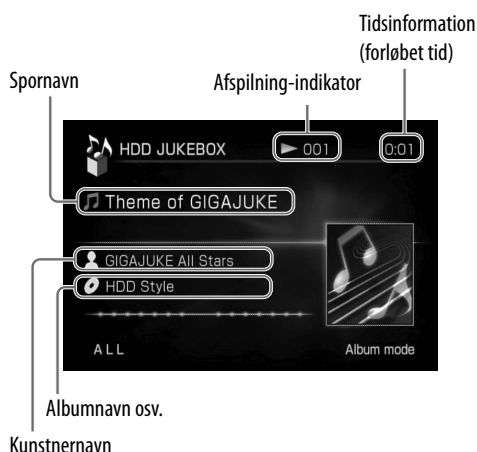 Tidsinformation
(forløbet tid)
Spornavn
Afspilning-indikator
HDD JUKEBOX
001
0:01
Theme of GIGAJUKE
GIGAJUKE All Stars
HDD Style
ALL
Album mode
Albumnavn osv.
Kunstnernavn